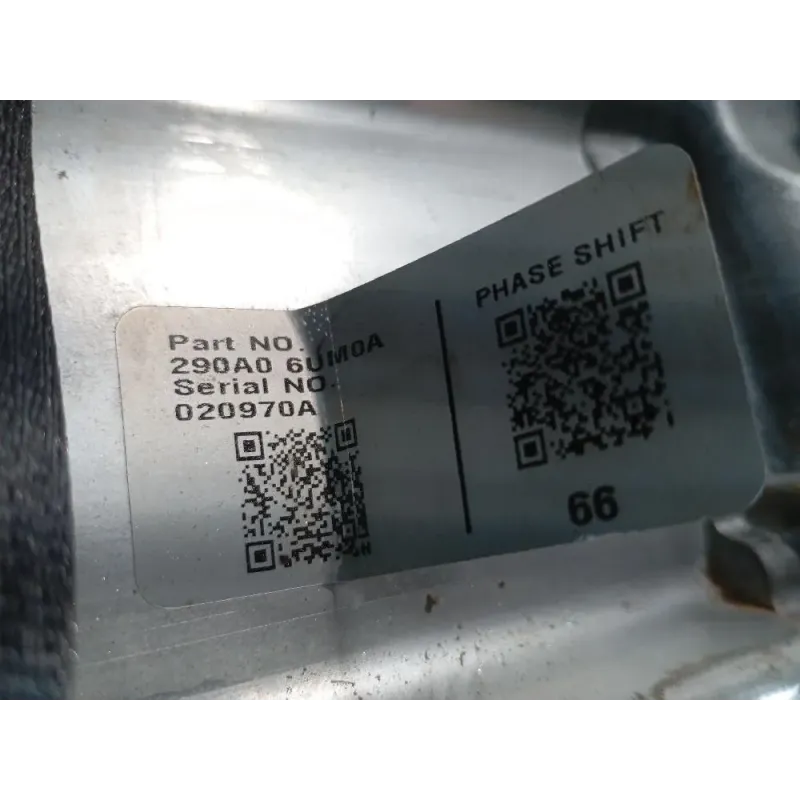 Part NO.
290A0 6UM0A
Serial NO.
020970A
PHASE SHIFT
66